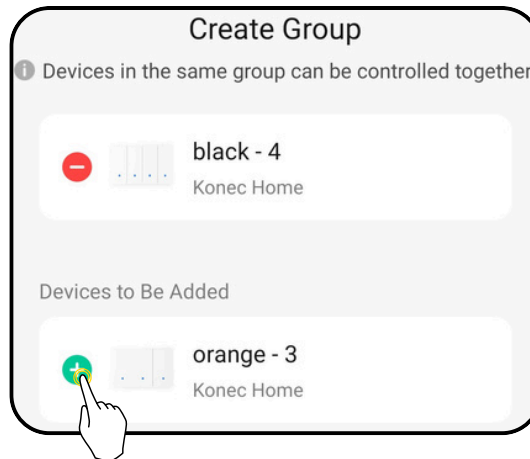 Create Group
Devices in the same group can be controlled together
black - 4
Konec Home
Devices to Be Added
orange - 3
Konec Home